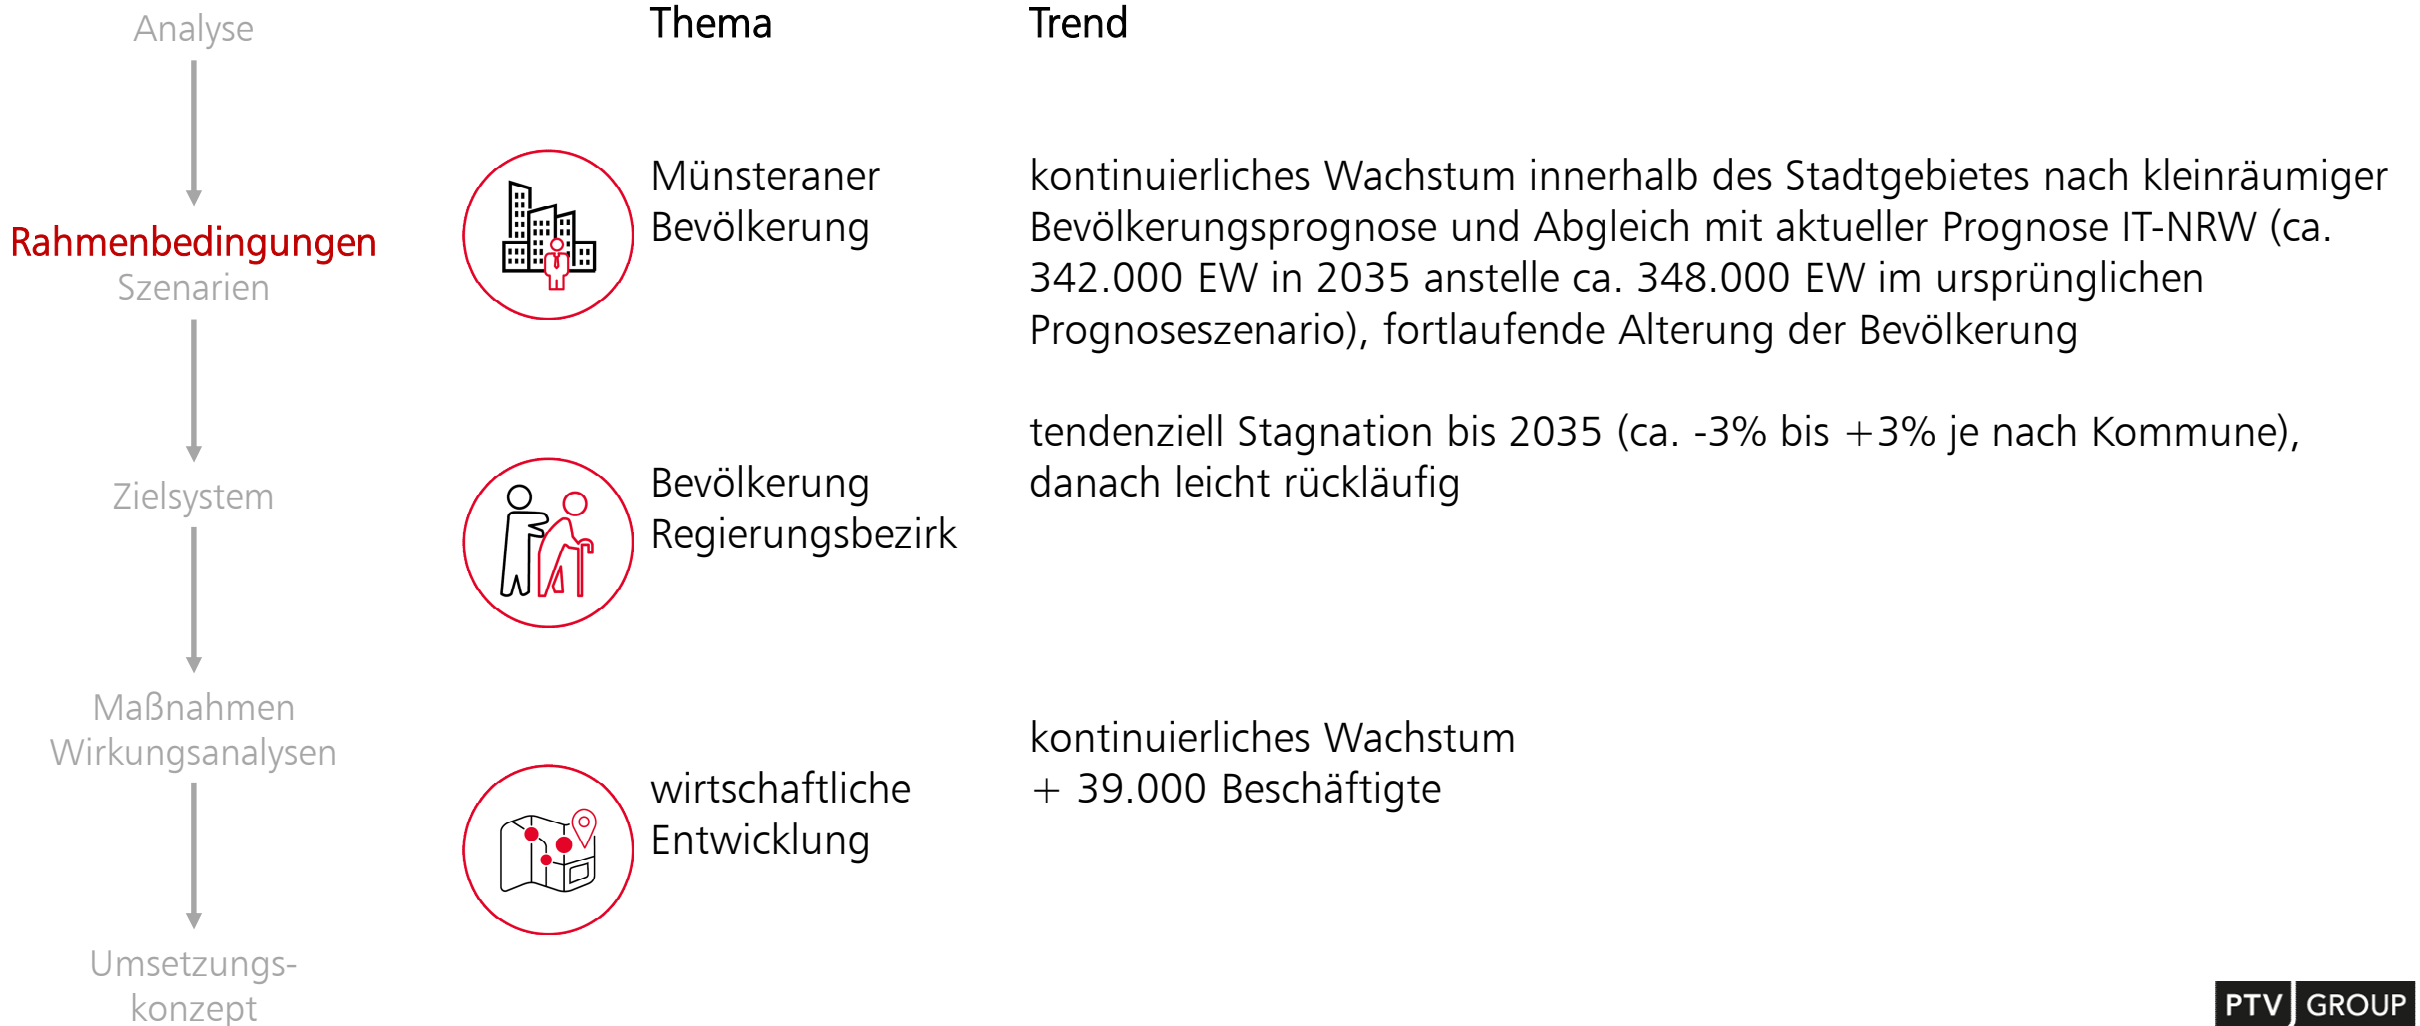 Analyse
Rahmenbedingungen
Szenarien
Zielsystem
Maßnahmen
Wirkungsanalysen
Umsetzungs-
konzept
Thema
Trend
Münsteraner
Bevölkerung
kontinuierliches Wachstum innerhalb des Stadtgebietes nach kleinräumiger
Bevölkerungsprognose und Abgleich mit aktueller Prognose IT-NRW (ca.
342.000 EW in 2035 anstelle ca. 348.000 EW im ursprünglichen
Prognoseszenario), fortlaufende Alterung der Bevölkerung
Bevölkerung
Regierungsbezirk
tendenziell Stagnation bis 2035 (ca. -3% bis +3% je nach Kommune),
danach leicht rückläufig
wirtschaftliche
Entwicklung
kontinuierliches Wachstum
+ 39.000 Beschäftigte
PTV GROUP